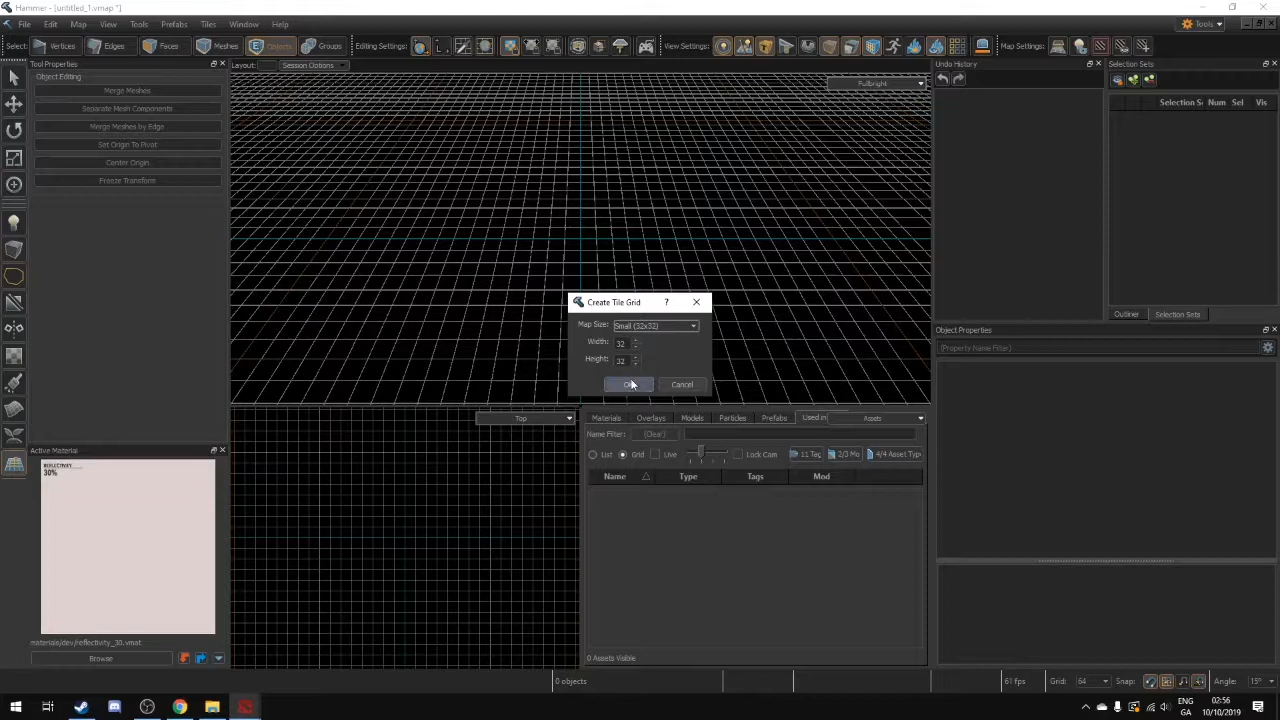 Hammer - [untitled_1.vmap *]
File Edit Map View Tools Prefabs Tiles Window Help
Tools
Select: Vertices Edges Faces Meshes Objects Groups Editing Settings: View Settings: Map Settings:
Tool Properties
Object Editing
Merge Meshes
Separate Mesh Components
Merge Meshes by Edge
Set Origin To Pivot
Center Origin
Freeze Transform
Layout: Session Options
Fullbright
Undo History
Selection Sets
Selection S Num Sel Vis
Create Tile Grid ?
Map Size: Small (32x32)
Width: 32
Height: 32
Cancel
Outliner Selection Sets
Object Properties
(Property Name Filter)
Top
Materials Overlays Models Particles Prefabs Used in Assets
Name Filter: (Clear)
List Grid Live Lock Cam 11 Tag 2/3 Mo 4/4 Asset Typ
Name Type Tags Mod
Active Material
REFLECTIVITY
30%
materials/dev/reflectivity_30.vmat
Browse
0 Assets Visible
0 objects
61 fps Grid: 64 Snap: Angle: 15°
ENG
GA
02:56
10/10/2019